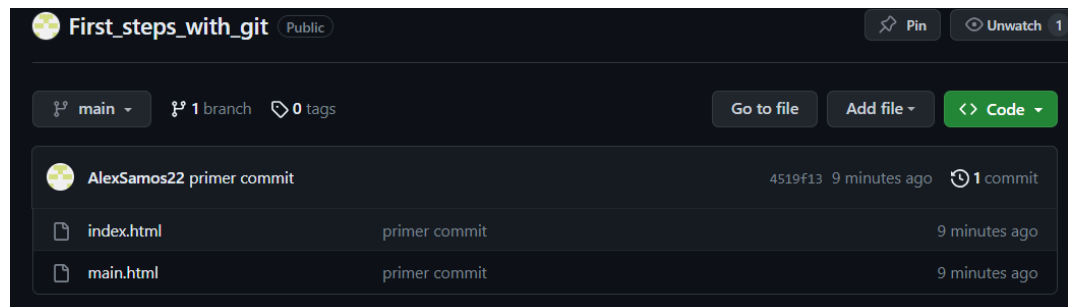 First_steps_with_git Public Pin Unwatch 1
main 1 branch 0 tags Go to file Add file <> Code
AlexSamos22 primer commit 4519f13 9 minutes ago 1 commit
index.html primer commit 9 minutes ago
main.html primer commit 9 minutes ago